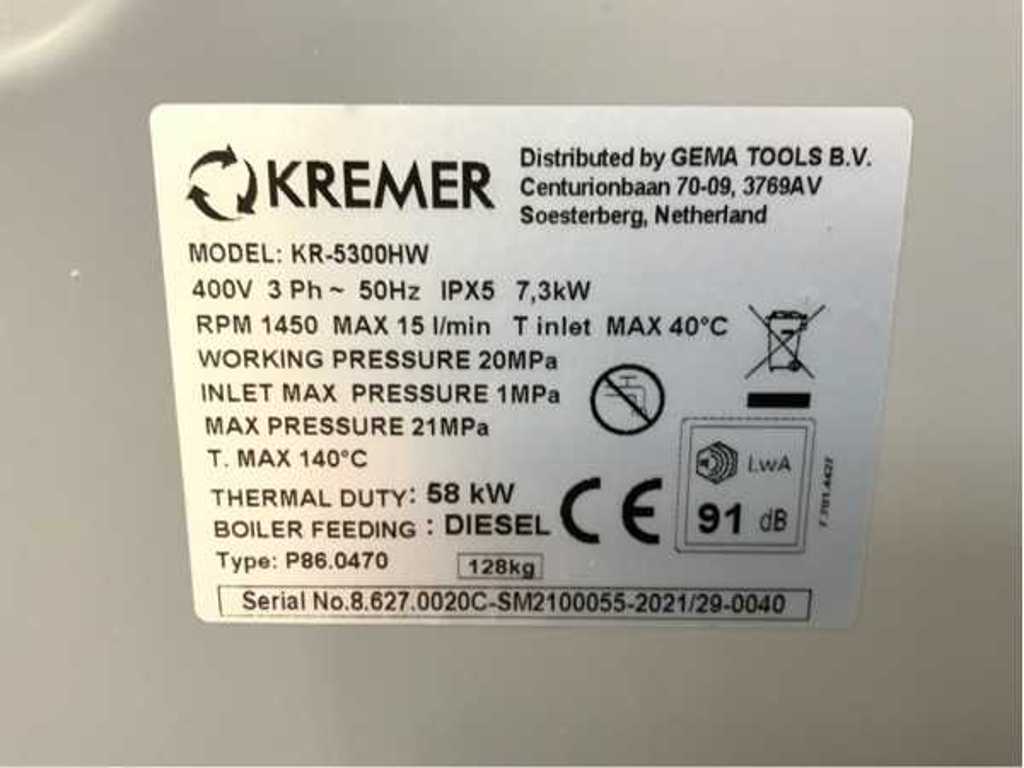 KREMER
Distributed by GEMA TOOLS B.V.
Centurionbaan 70-09, 3769AV
Soesterberg, Netherland
MODEL: KR-5300HW
400V 3 Ph ~ 50Hz IPX5 7,3kW
RPM 1450 MAX 15 l/min T inlet MAX 40°C
WORKING PRESSURE 20MPa
INLET MAX PRESSURE 1MPa
MAX PRESSURE 21MPa
T. MAX 140°C
THERMAL DUTY: 58 kW
BOILER FEEDING : DIESEL
CE
LWA
91 dB
Type: P86.0470
128kg
Serial No.8.627.0020C-SM2100055-2021/29-0040